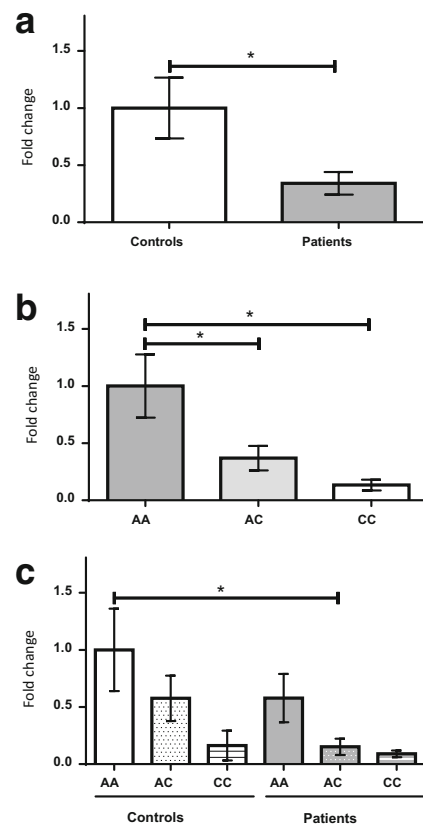 a
*
1.5
1.0
0.5
0.0
Fold change
Controls Patients
b
*
*
1.5
1.0
0.5
0.0
Fold change
AA AC CC
c
*
1.5
1.0
0.5
0.0
Fold change
AA AC CC AA AC CC
Controls Patients